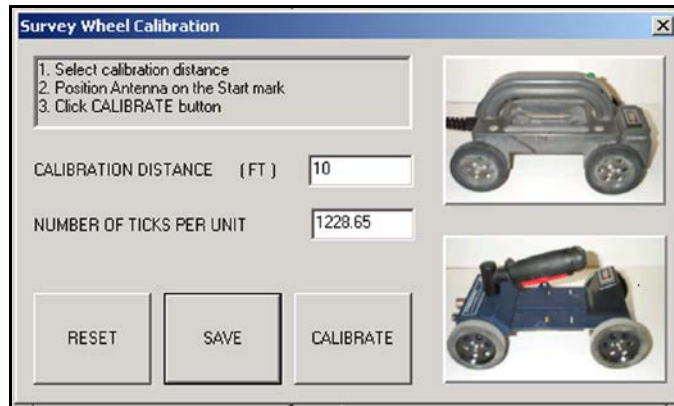 Survey Wheel Calibration
1. Select calibration distance
2. Position Antenna on the Start mark
3. Click CALIBRATE button
CALIBRATION DISTANCE ( FT ) 10
NUMBER OF TICKS PER UNIT 1228.65
RESET SAVE CALIBRATE